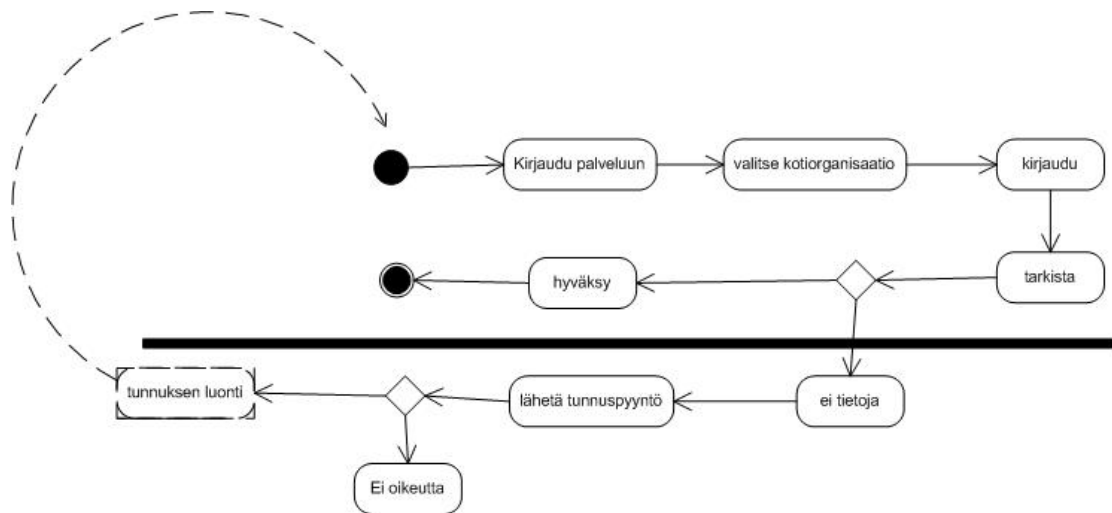 Kirjaudu palveluun
valitse kotiorganisaatio
kirjaudu
tarkista
hyväksy
ei tietoja
lähetä tunnuspyyntö
tunnuksen luonti
Ei oikeutta